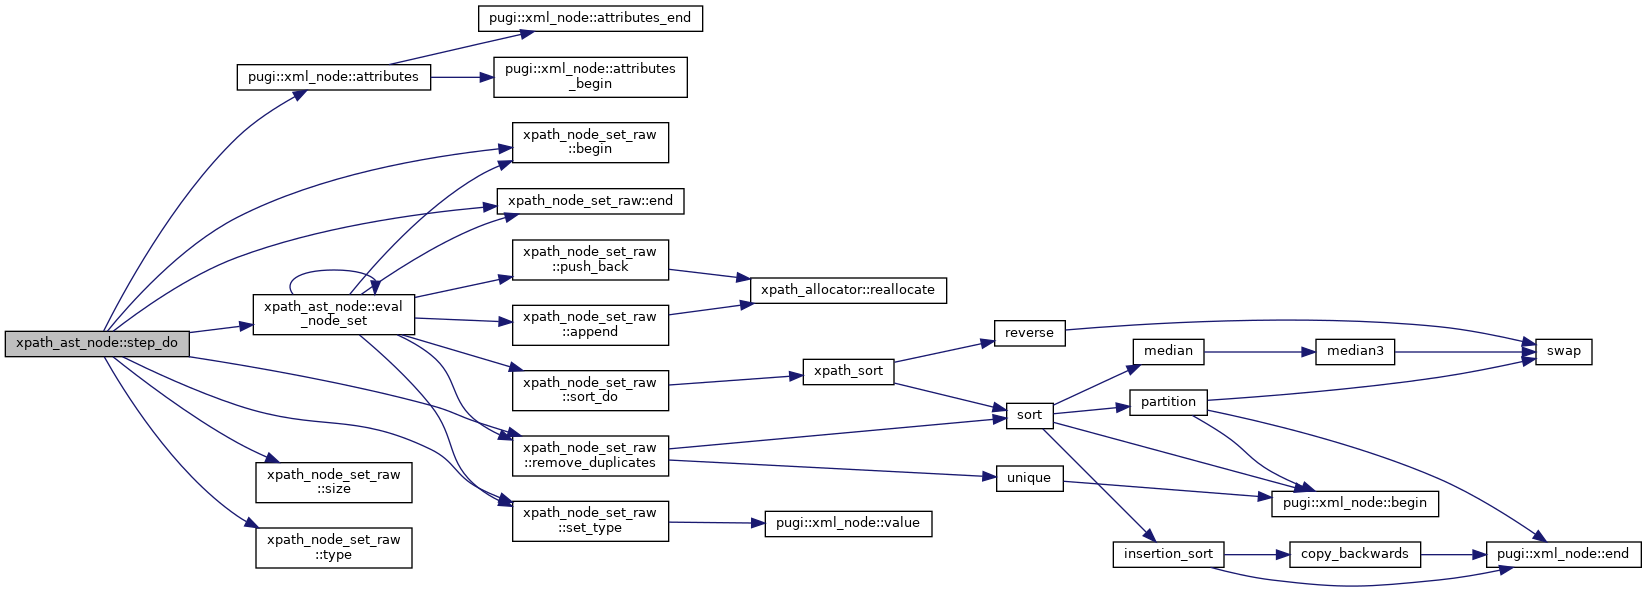 pugi::xml_node::attributes_end
pugi::xml_node::attributes
pugi::xml_node::attributes
_begin
xpath_node_set_raw
::begin
xpath_node_set_raw::end
xpath_node_set_raw
::push_back
xpath_allocator::reallocate
xpath_ast_node::eval
_node_set
xpath_node_set_raw
::append
xpath_ast_node::step_do
reverse
median
median3
swap
xpath_sort
xpath_node_set_raw
::sort_do
partition
sort
xpath_node_set_raw
::remove_duplicates
unique
xpath_node_set_raw
::size
pugi::xml_node::begin
xpath_node_set_raw
::set_type
pugi::xml_node::value
xpath_node_set_raw
::type
insertion_sort
copy_backwards
pugi::xml_node::end